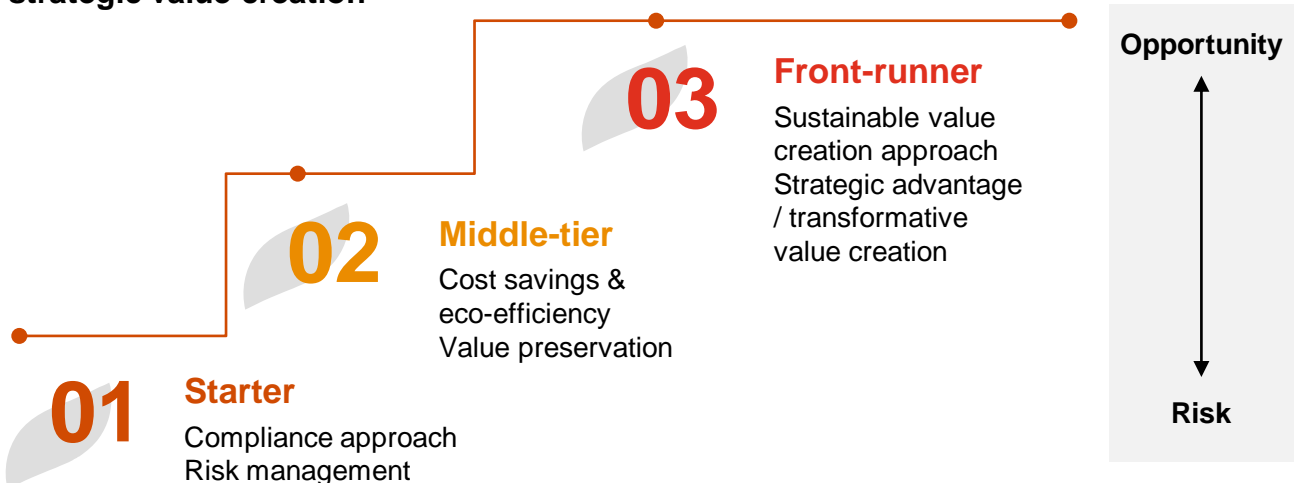 strategic value creation
Opportunity
03
Front-runner
Sustainable value
creation approach
Strategic advantage
/ transformative
value creation
02
Middle-tier
Cost savings &
eco-efficiency
Value preservation
01
Starter
Compliance approach
Risk management
Risk